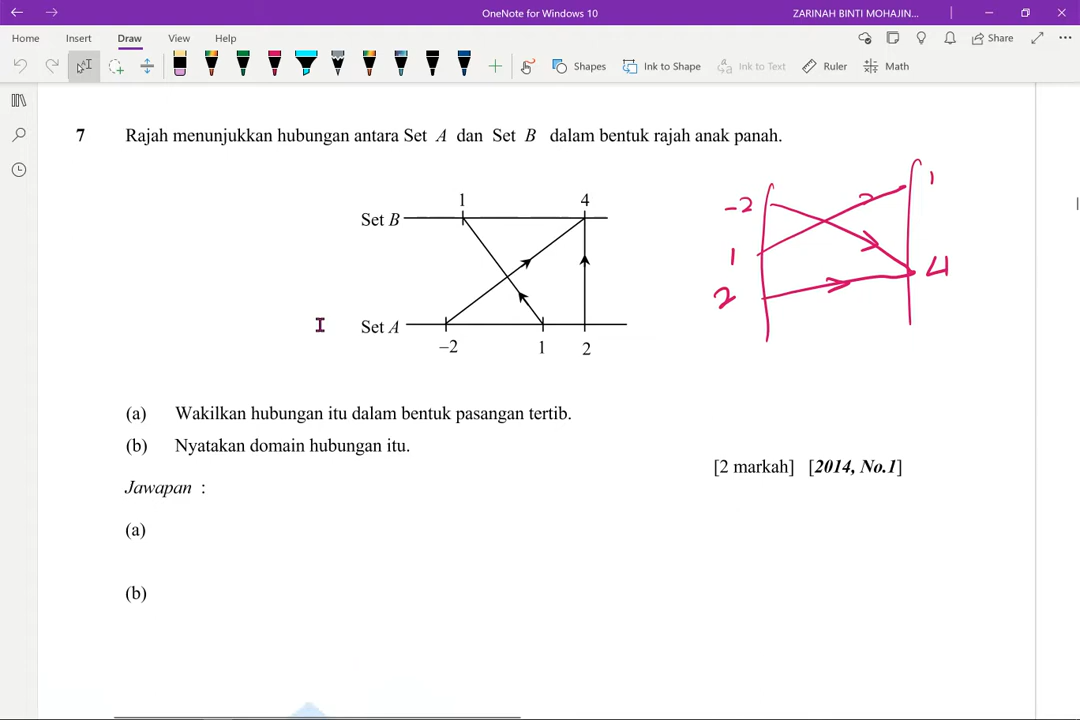 OneNote for Windows 10
ZARINAH BINTI MOHAJIN...
Home Insert Draw View Help
Share
Shapes Ink to Shape Ink to Text Ruler Math
7 Rajah menunjukkan hubungan antara Set A dan Set B dalam bentuk rajah anak panah.
1 4
Set B
Set A
−2 1 2
-2 1
1 4
2
(a) Wakilkan hubungan itu dalam bentuk pasangan tertib.
(b) Nyatakan domain hubungan itu.
[2 markah] [2014, No.1]
Jawapan :
(a)
(b)